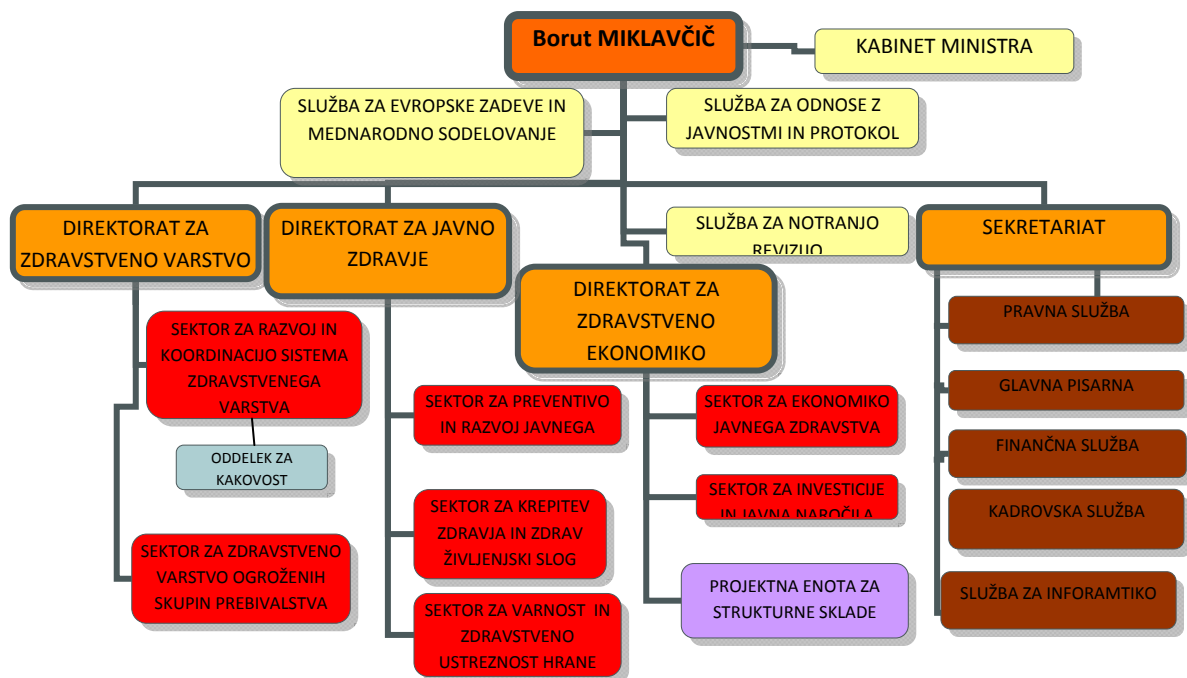 Borut MIKLAVČIČ
KABINET MINISTRA
SLUŽBA ZA EVROPSKE ZADEVE IN
MEDNARODNO SODELOVANJE
SLUŽBA ZA ODNOSE Z
JAVNOSTMI IN PROTOKOL
DIREKTORAT ZA
ZDRAVSTVENO VARSTVO
DIREKTORAT ZA JAVNO
ZDRAVJE
SLUŽBA ZA NOTRANJO
REVIZIJO
SEKRETARIAT
DIREKTORAT ZA
ZDRAVSTVENO
EKONOMIKO
SEKTOR ZA RAZVOJ IN
KOORDINACIJO SISTEMA
ZDRAVSTVENEGA
VARSTVA
ODDELEK ZA
KAKOVOST
SEKTOR ZA ZDRAVSTVENO
VARSTVO OGROŽENIH
SKUPIN PREBIVALSTVA
SEKTOR ZA PREVENTIVO
IN RAZVOJ JAVNEGA
SEKTOR ZA KREPITEV
ZDRAVJA IN ZDRAV
ŽIVLJENJSKI SLOG
SEKTOR ZA VARNOST IN
ZDRAVSTVENO
USTREZNOST HRANE
SEKTOR ZA EKONOMIKO
JAVNEGA ZDRAVSTVA
SEKTOR ZA INVESTICIJE
IN JAVNA NAROČILA
PROJEKTNA ENOTA ZA
STRUKTURNE SKLADE
PRAVNA SLUŽBA
GLAVNA PISARNA
FINANČNA SLUŽBA
KADROVSKA SLUŽBA
SLUŽBA ZA INFORAMTIKO